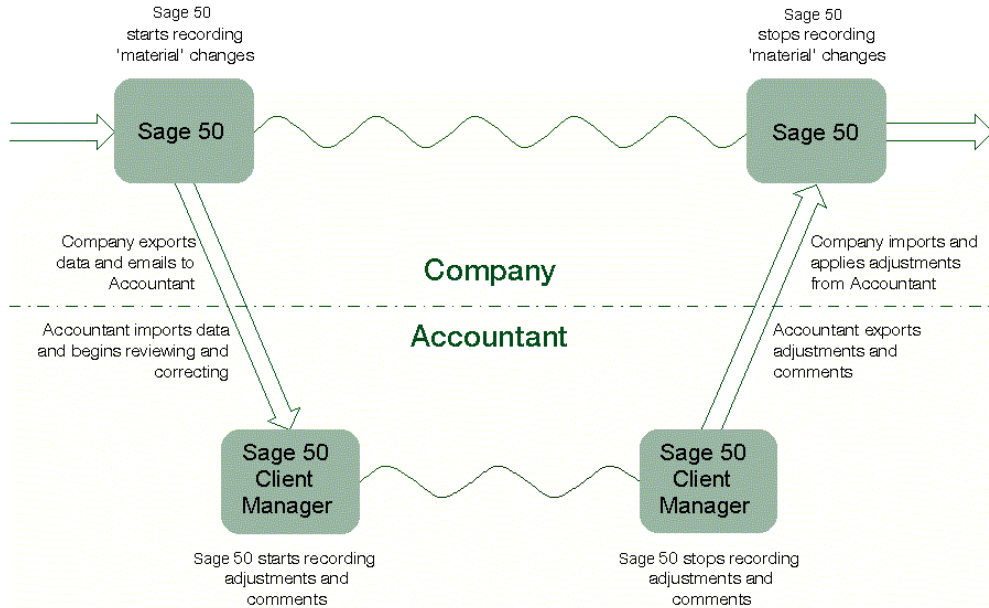 Sage 50
starts recording
'material' changes
Sage 50
stops recording
'material' changes
Sage 50
Sage 50
Company exports
data and emails to
Accountant
Company
Company imports and
applies adjustments
from Accountant
Accountant imports data
and begins reviewing and
correcting
Accountant
Accountant exports
adjustments and
comments
Sage 50
Client
Manager
Sage 50
Client
Manager
Sage 50 starts recording
adjustments and
comments
Sage 50 stops recording
adjustments and
comments